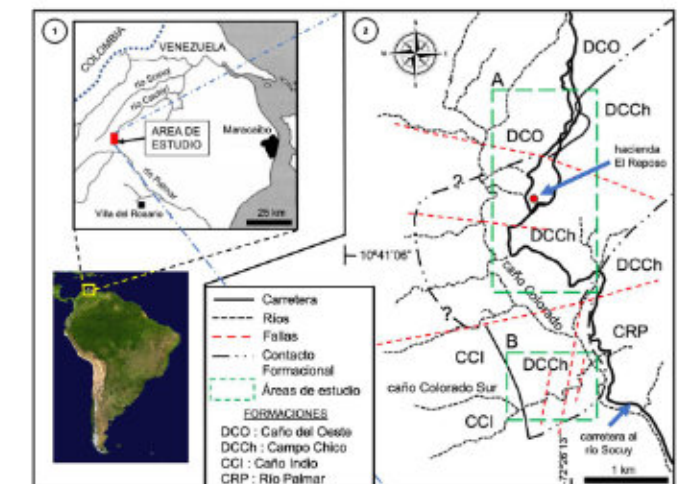 1
COLOMBIA
VENEZUELA
río Socuy
río Cachirí
AREA DE
ESTUDIO
Maracaibo
río Palmar
Villa del Rosario
25 km
2
N
S
A
DCO
DCCh
DCO
hacienda
El Reposo
?
DCCh
10°41'06"
DCCh
caño Colorado
?
B
CRP
CCI
DCCh
caño Colorado Sur
CCI
carretera al
río Socuy
-72°26'13"
1 km
Carretera
Ríos
Fallas
Contacto
Formacional
Áreas de estudio
FORMACIONES
DCO : Caño del Oeste
DCCh : Campo Chico
CCI : Caño Indio
CRP : Río Palmar